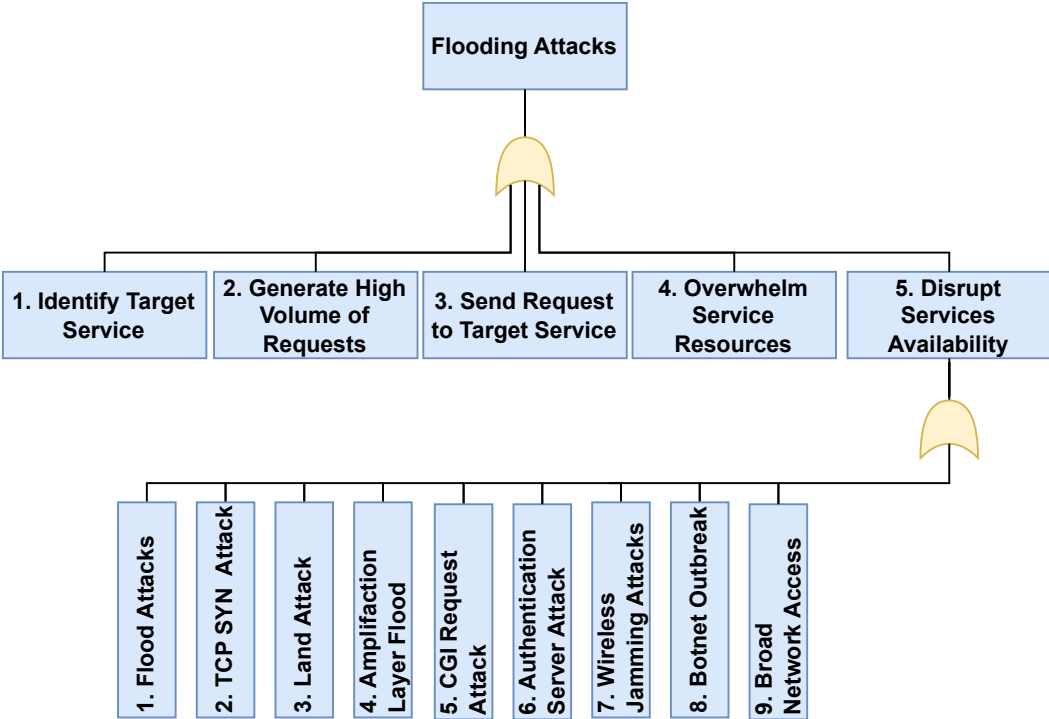 Flooding Attacks
1. Identify Target
Service
2. Generate High
Volume of
Requests
3. Send Request
to Target Service
4. Overwhelm
Service
Resources
5. Disrupt
Services
Availability
1. Flood Attacks
2. TCP SYN Attack
3. Land Attack
4. Amplifaction
Layer Flood
5. CGI Request
Attack
6. Authentication
Server Attack
7. Wireless
Jamming Attacks
8. Botnet Outbreak
9. Broad
Network Access